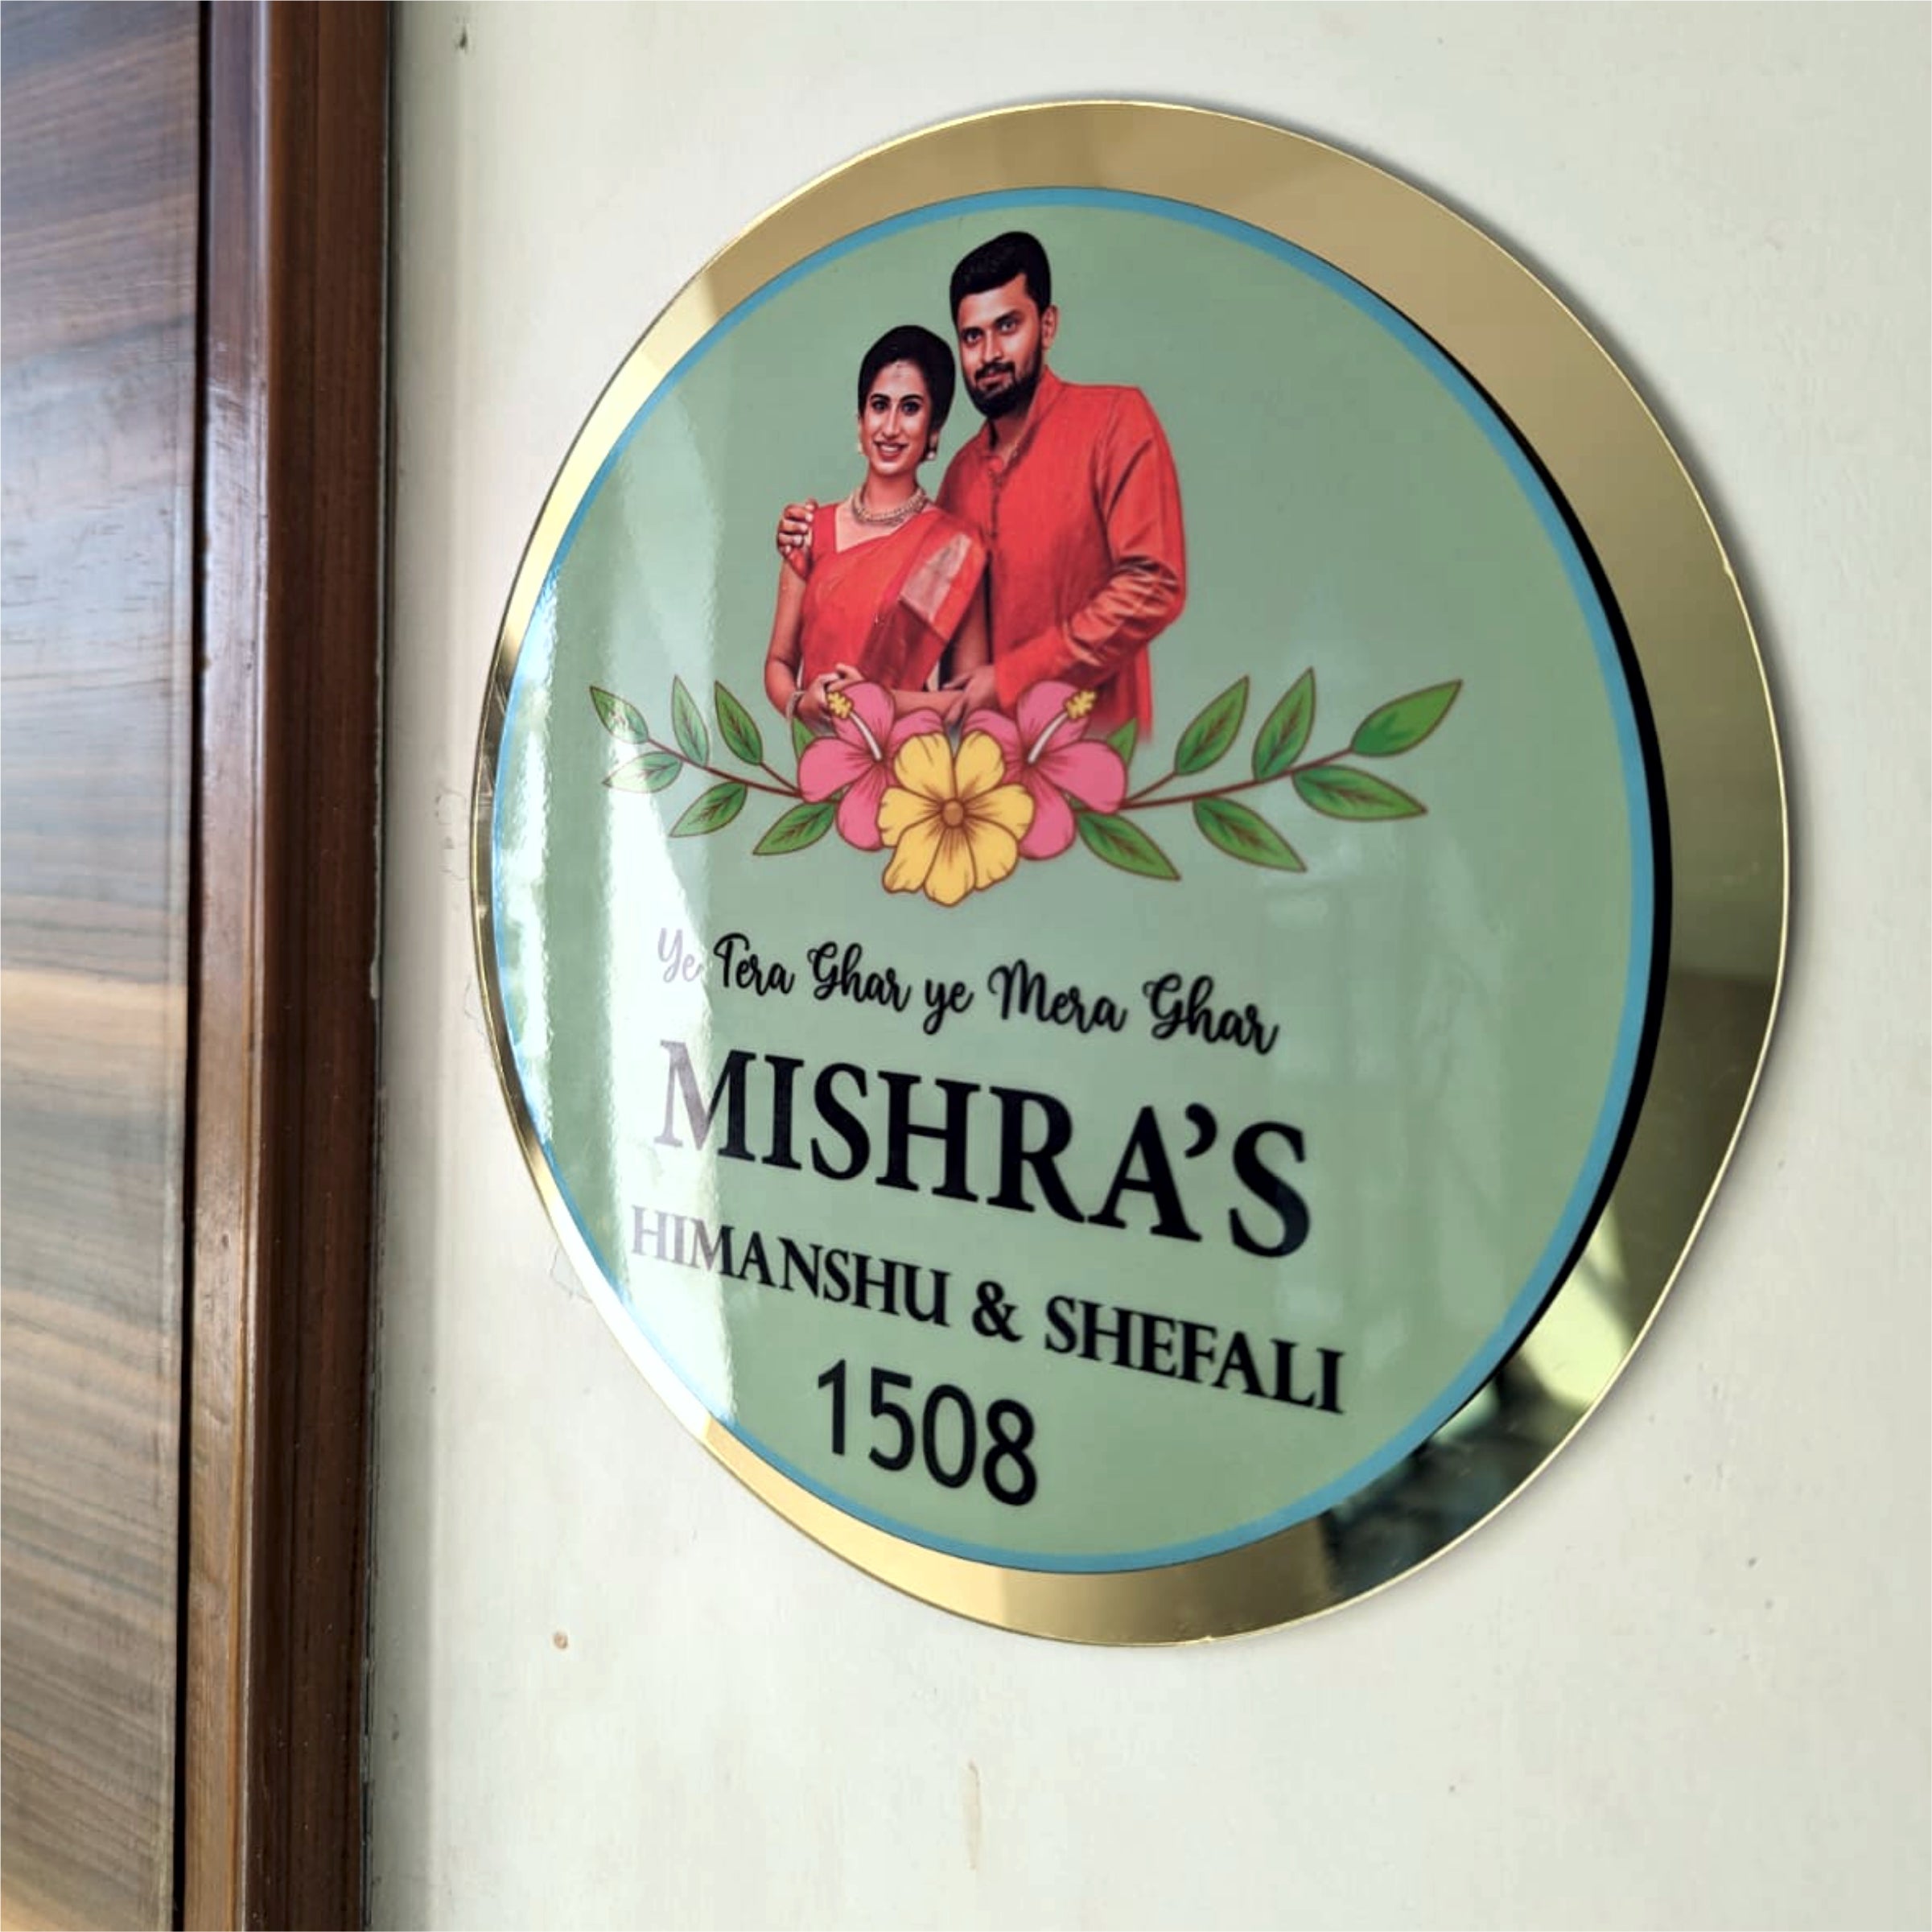 Ye Tera Ghar ye Mera Ghar
MISHRA'S
HIMANSHU & SHEFALI
1508